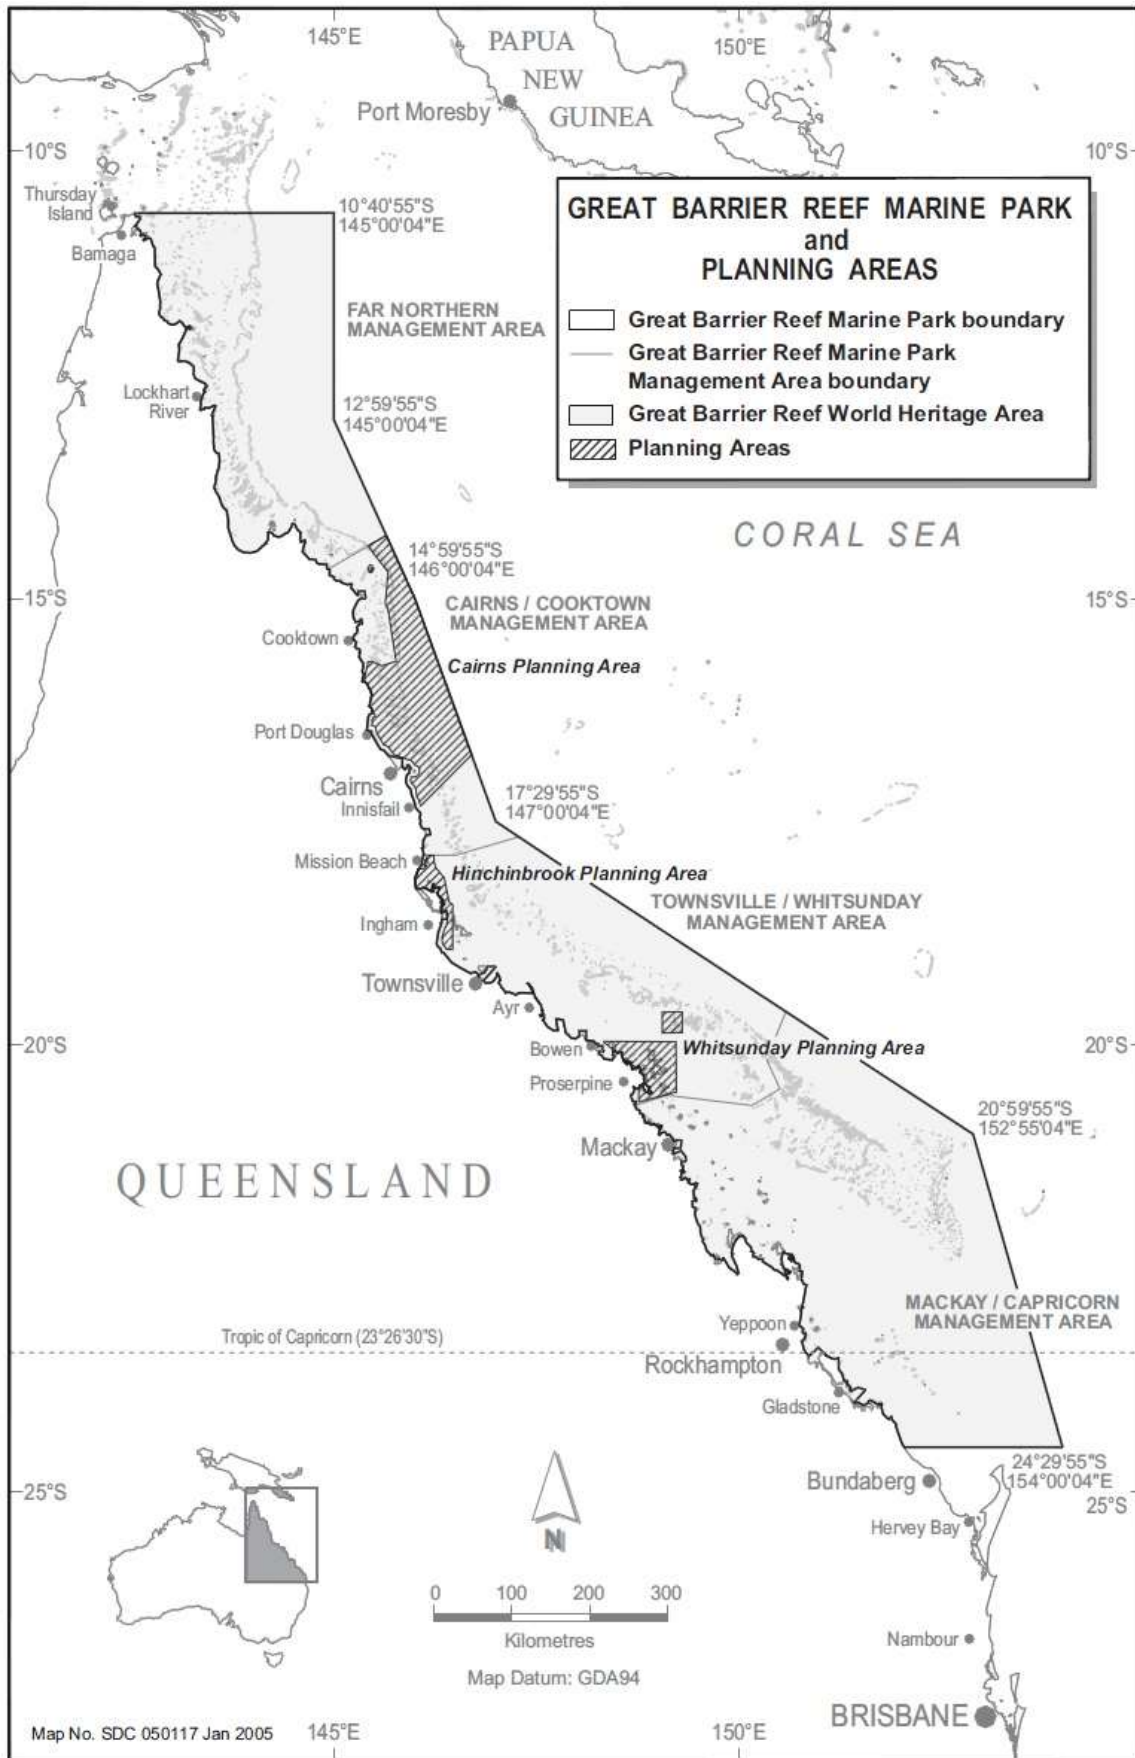 145°E
PAPUA
NEW
GUINEA
150°E
Port Moresby
10°S
10°S
Thursday
Island
Bamaga
10°40'55"S
145°00'04"E
GREAT BARRIER REEF MARINE PARK
and
PLANNING AREAS
Great Barrier Reef Marine Park boundary
Great Barrier Reef Marine Park
Management Area boundary
Great Barrier Reef World Heritage Area
Planning Areas
FAR NORTHERN
MANAGEMENT AREA
Lockhart
River
12°59'55"S
145°00'04"E
CORAL SEA
14°59'55"S
146°00'04"E
15°S
15°S
CAIRNS / COOKTOWN
MANAGEMENT AREA
Cooktown
Cairns Planning Area
Port Douglas
Cairns
Innisfail
17°29'55"S
147°00'04"E
Mission Beach
Hinchinbrook Planning Area
TOWNSVILLE / WHITSUNDAY
MANAGEMENT AREA
Ingham
Townsville
Ayr
20°S
20°S
Bowen
Whitsunday Planning Area
Proserpine
20°59'55"S
152°55'04"E
Mackay
QUEENSLAND
MACKAY / CAPRICORN
MANAGEMENT AREA
Yeppoon
Tropic of Capricorn (23°26'30"S)
Rockhampton
Gladstone
24°29'55"S
154°00'04"E
Bundaberg
25°S
25°S
Hervey Bay
N
0 100 200 300
Kilometres
Map Datum: GDA94
Nambour
BRISBANE
Map No. SDC 050117 Jan 2005
145°E
150°E